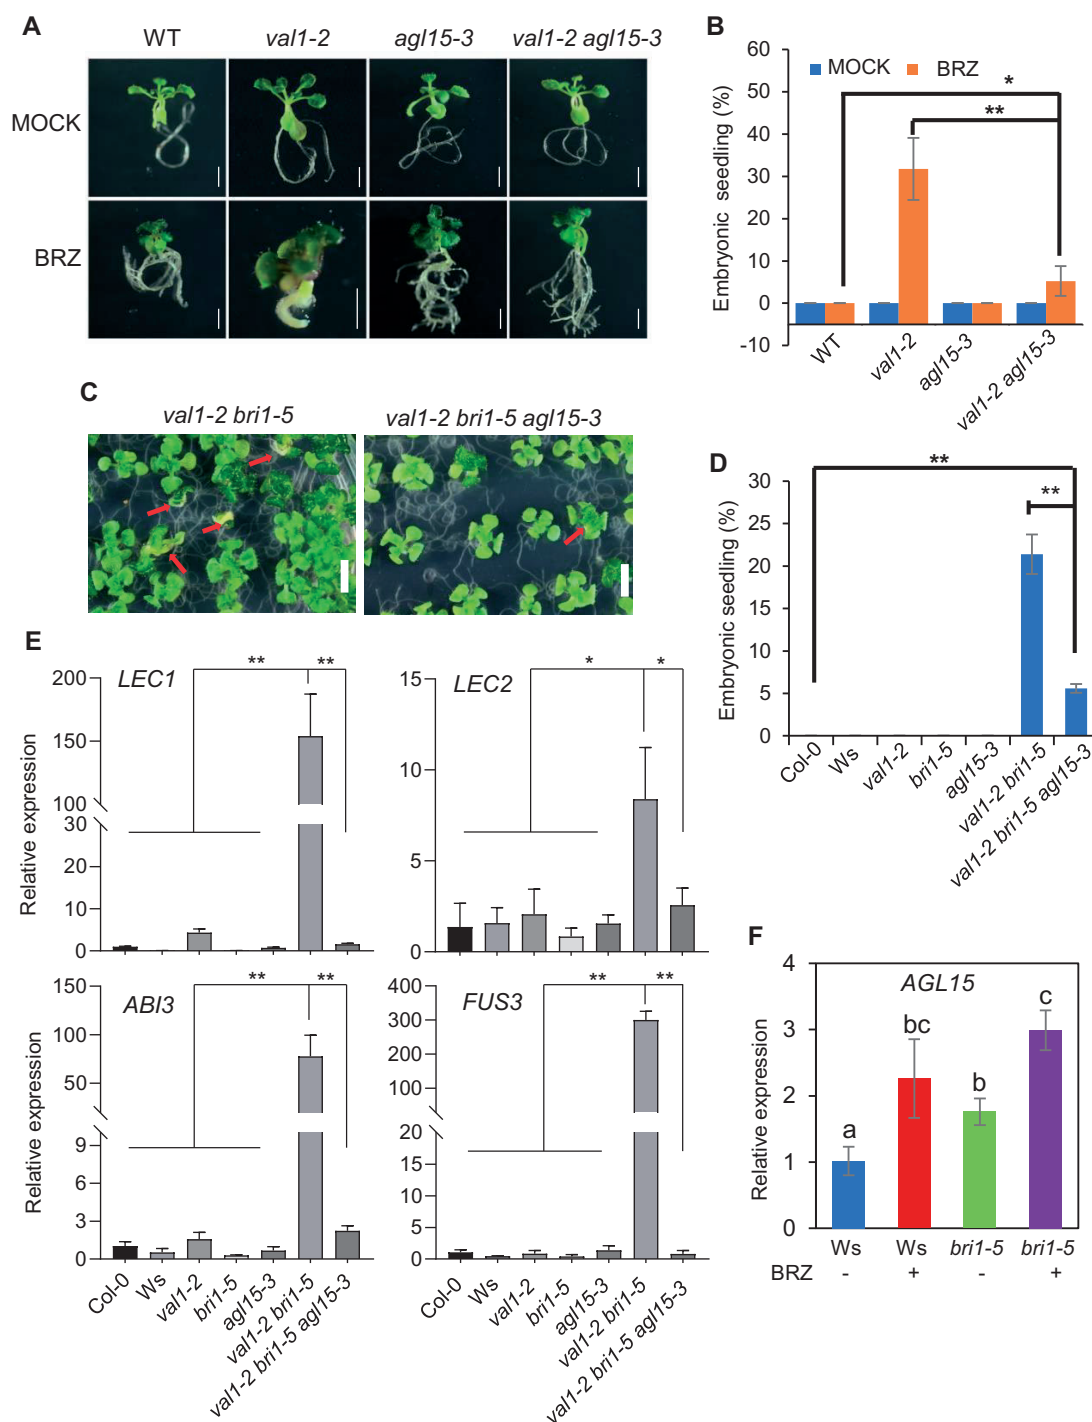 A
WT val1-2 agl15-3 val1-2 agl15-3
MOCK
BRZ
B
MOCK BRZ
Embryonic seedling (%)
60
50
40
30
20
10
0
-10
*
**
WT val1-2 agl15-3 val1-2 agl15-3
C
val1-2 bri1-5 val1-2 bri1-5 agl15-3
D
Embryonic seedling (%)
30
25
20
15
10
5
0
**
**
Col-0 Ws val1-2 bri1-5 agl15-3 val1-2 bri1-5 val1-2 bri1-5 agl15-3
E
LEC1
Relative expression
200
150
100
30
20
10
0
** **
LEC2
15
10
5
0
* *
ABI3
Relative expression
150
100
50
9
6
3
0
** **
FUS3
400
300
200
100
20
15
10
5
0
** **
Col-0 Ws val1-2 bri1-5 agl15-3 val1-2 bri1-5 val1-2 bri1-5 agl15-3
Col-0 Ws val1-2 bri1-5 agl15-3 val1-2 bri1-5 val1-2 bri1-5 agl15-3
F
AGL15
Relative expression
4
3
2
1
0
a bc b c
Ws Ws bri1-5 bri1-5
BRZ - + - +